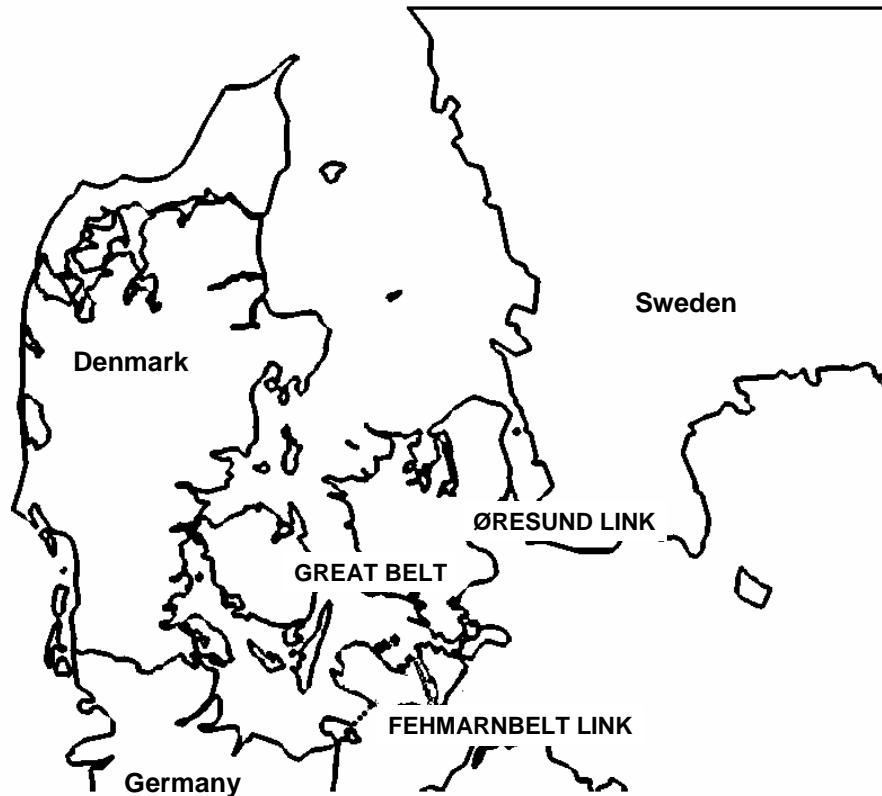 Sweden
Denmark
ØRESUND LINK
GREAT BELT
FEHMARNBELT LINK
Germany